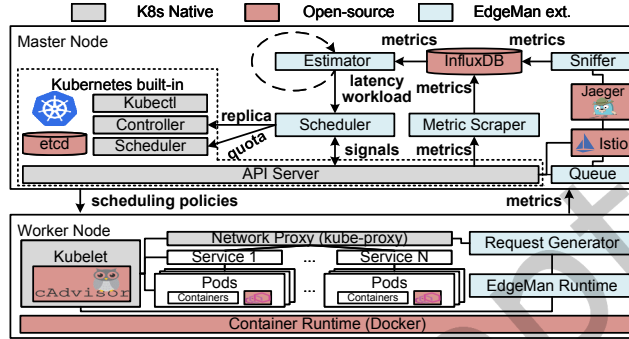 K8s Native
Open-source
EdgeMan ext.
Master Node
metrics
metrics
Estimator
InfluxDB
Sniffer
Kubernetes built-in
latency
workload
metrics
Jaeger
Kubectl
replica
Controller
Scheduler
Metric Scraper
etcd
Scheduler
quota
signals
metrics
Istio
API Server
Queue
scheduling policies
metrics
Worker Node
Network Proxy (kube-proxy)
Request Generator
Kubelet
Service 1
...
Service N
cAdvisor
Pods
...
Pods
EdgeMan Runtime
Containers
Containers
Container Runtime (Docker)